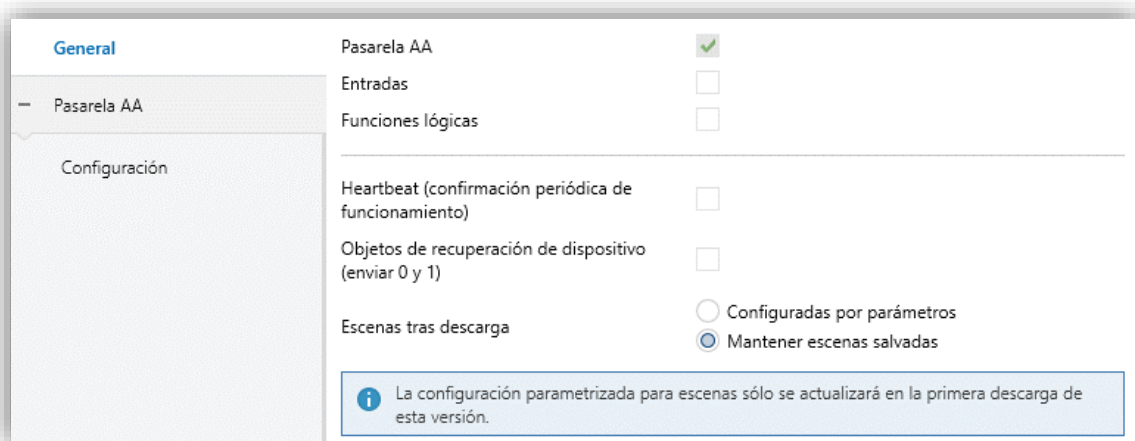 General
Pasarela AA
Configuración
Pasarela AA
Entradas
Funciones lógicas
Heartbeat (confirmación periódica de
funcionamiento)
Objetos de recuperación de dispositivo
(enviar 0 y 1)
Escenas tras descarga
Configuradas por parámetros
Mantener escenas salvadas
La configuración parametrizada para escenas sólo se actualizará en la primera descarga de
esta versión.